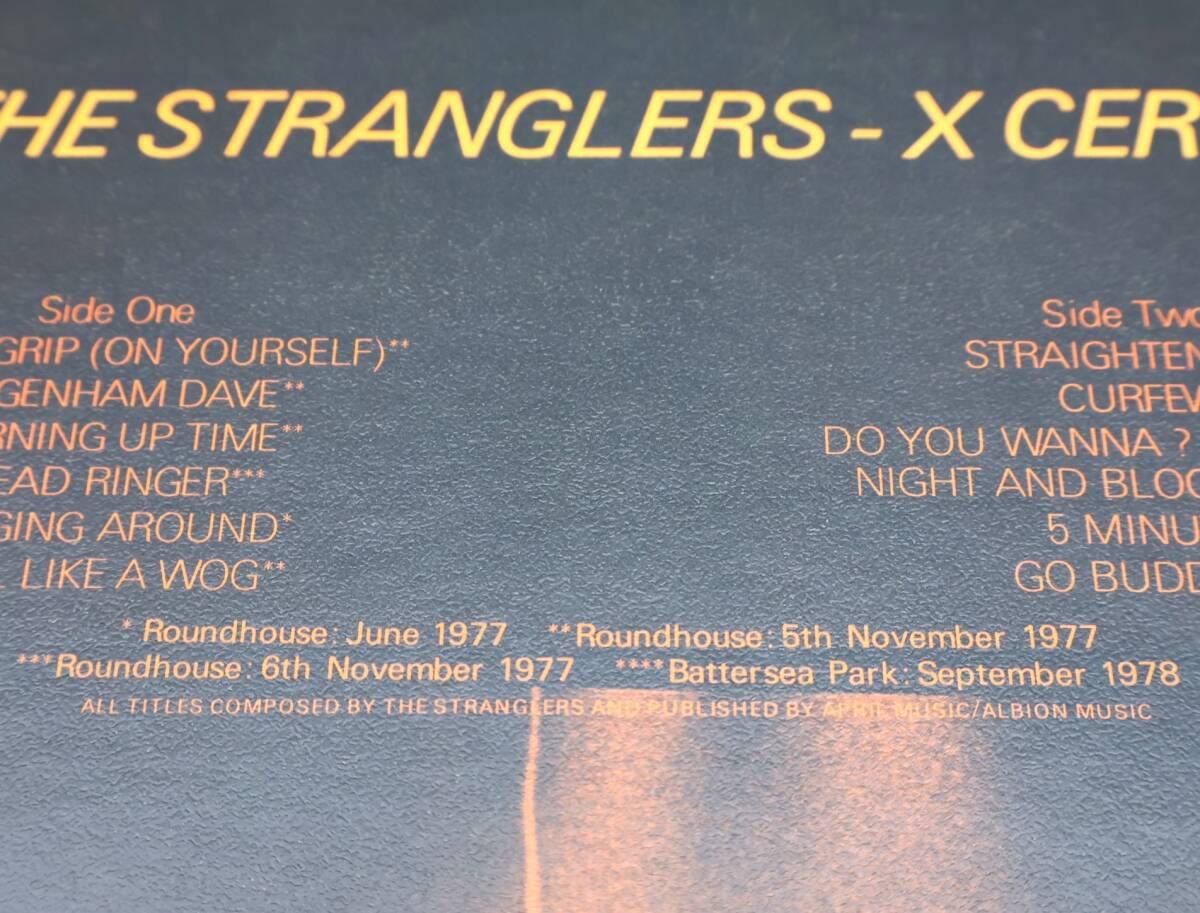 THE STRANGLERS - X CER
Side One
GRIP (ON YOURSELF)**
GENHAM DAVE**
RNING UP TIME**
EAD RINGER***
GING AROUND*
LIKE A WOG**
Side Two
STRAIGHTEN
CURFEW
DO YOU WANNA ?
NIGHT AND BLOO
5 MINU
GO BUDD
* Roundhouse: June 1977 **Roundhouse: 5th November 1977
***Roundhouse: 6th November 1977 ****Battersea Park: September 1978
ALL TITLES COMPOSED BY THE STRANGLERS AND PUBLISHED BY APRIL MUSIC/ALBION MUSIC